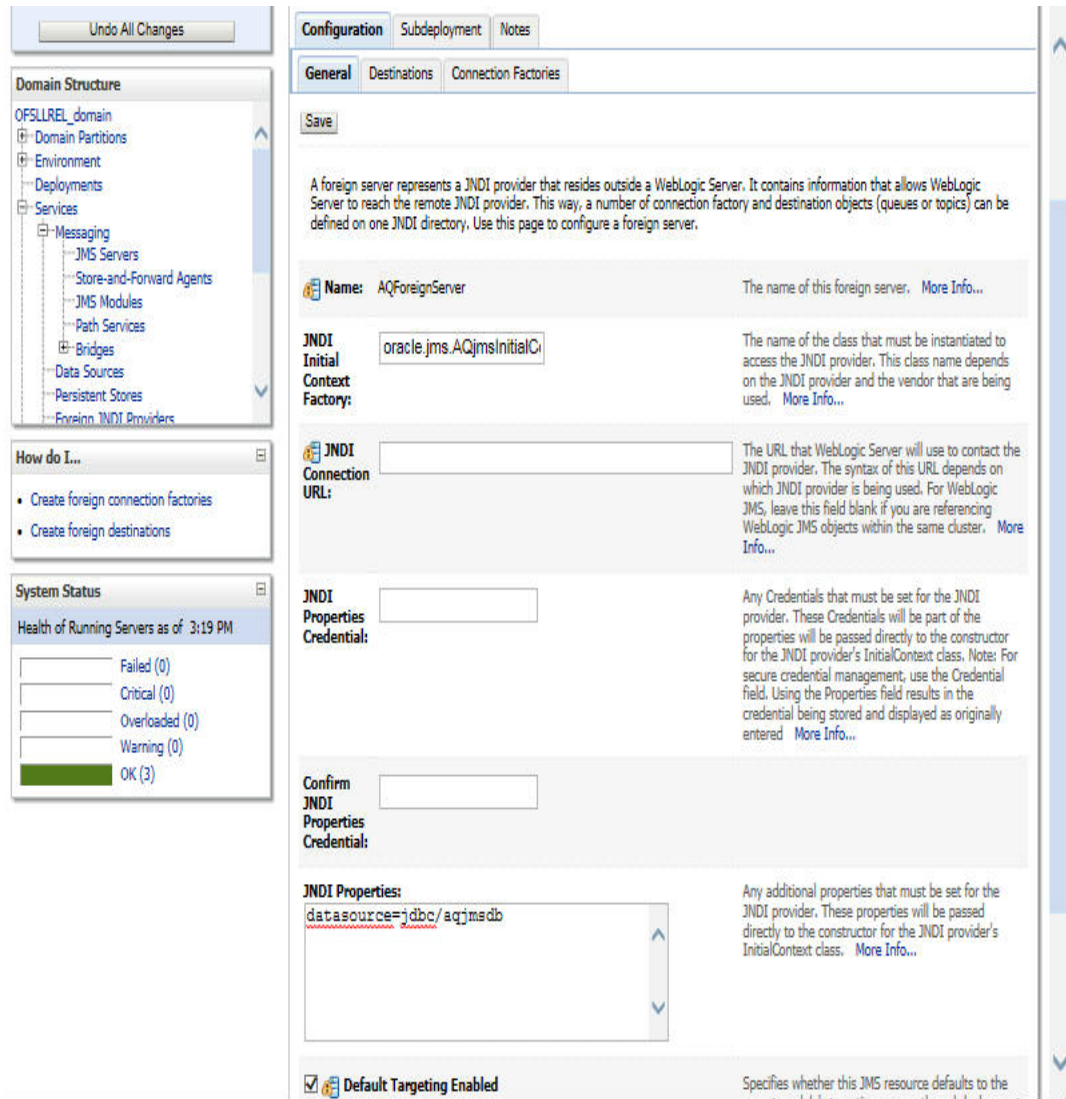 Undo All Changes
Domain Structure
OFSLLREL_domain
Domain Partitions
Environment
Deployments
Services
Messaging
JMS Servers
Store-and-Forward Agents
JMS Modules
Path Services
Bridges
Data Sources
Persistent Stores
Foreign JNDI Providers
How do I...
Create foreign connection factories
Create foreign destinations
System Status
Health of Running Servers as of 3:19 PM
Failed (0)
Critical (0)
Overloaded (0)
Warning (0)
OK (3)
Configuration Subdeployment Notes
General Destinations Connection Factories
Save
A foreign server represents a JNDI provider that resides outside a WebLogic Server. It contains information that allows WebLogic
Server to reach the remote JNDI provider. This way, a number of connection factory and destination objects (queues or topics) can be
defined on one JNDI directory. Use this page to configure a foreign server.
Name: AQForeignServer
The name of this foreign server. More Info...
JNDI
Initial
Context
Factory:
oracle.jms.AQjmsInitialC
The name of the class that must be instantiated to
access the JNDI provider. This class name depends
on the JNDI provider and the vendor that are being
used. More Info...
JNDI
Connection
URL:
The URL that WebLogic Server will use to contact the
JNDI provider. The syntax of this URL depends on
which JNDI provider is being used. For WebLogic
JMS, leave this field blank if you are referencing
WebLogic JMS objects within the same cluster. More
Info...
JNDI
Properties
Credential:
Any Credentials that must be set for the JNDI
provider. These Credentials will be part of the
properties will be passed directly to the constructor
for the JNDI provider's InitialContext class. Note: For
secure credential management, use the Credential
field. Using the Properties field results in the
credential being stored and displayed as originally
entered More Info...
Confirm
JNDI
Properties
Credential:
JNDI Properties:
datasource=jdbc/aqjmsdb
Any additional properties that must be set for the
JNDI provider. These properties will be passed
directly to the constructor for the JNDI provider's
InitialContext class. More Info...
Default Targeting Enabled
Specifies whether this JMS resource defaults to the